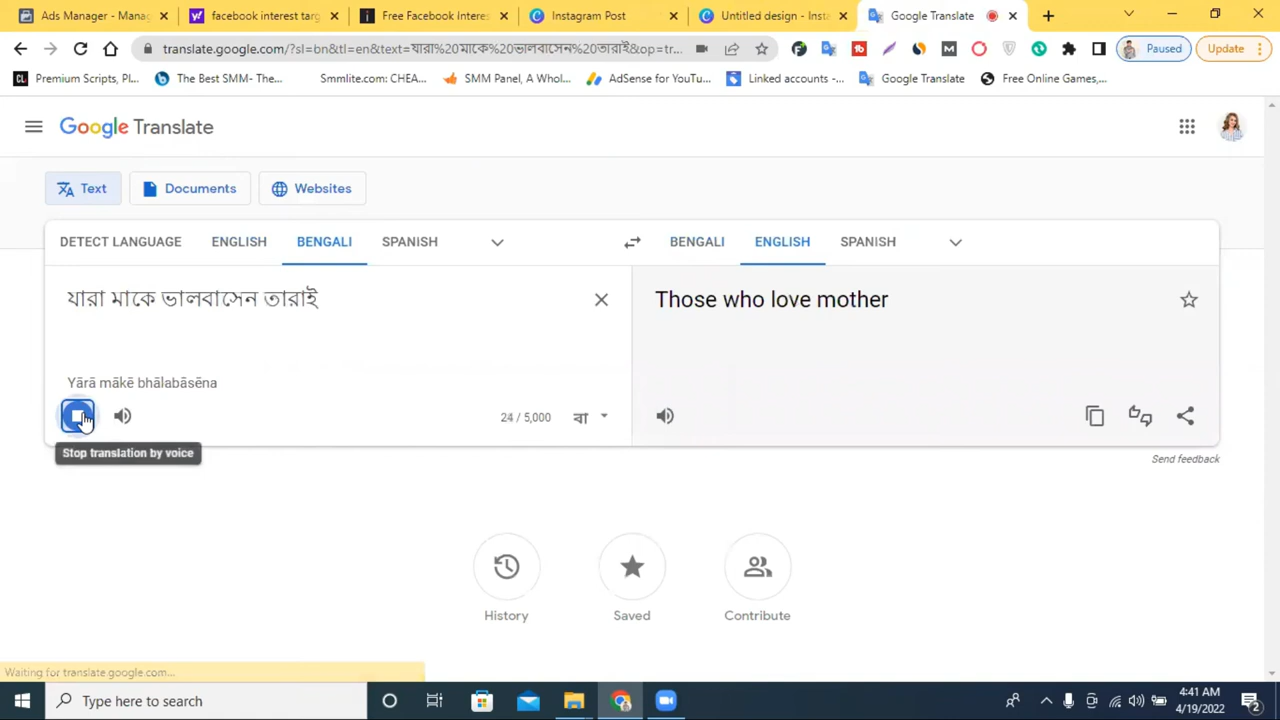 Ads Manager - Manag
facebook interest targ
Free Facebook Interes
Instagram Post
Untitled design - Insta
Google Translate
translate.google.com/?sl=bn&tl=en&text=যারা%20মাকে%20ভালবাসেন%20তারাই&op=tr...
Paused
Update
Premium Scripts, Pl...
The Best SMM- The...
Smmlite.com: CHEA...
SMM Panel, A Whol...
AdSense for YouTu...
Linked accounts -...
Google Translate
Free Online Games,...
Google Translate
Text
Documents
Websites
DETECT LANGUAGE
ENGLISH
BENGALI
SPANISH
BENGALI
ENGLISH
SPANISH
যারা মাকে ভালবাসেন তারাই
Those who love mother
Yārā mākē bhālabāsēna
24 / 5,000
বা
Stop translation by voice
Send feedback
History
Saved
Contribute
Waiting for translate.google.com...
Type here to search
4:41 AM
4/19/2022
2